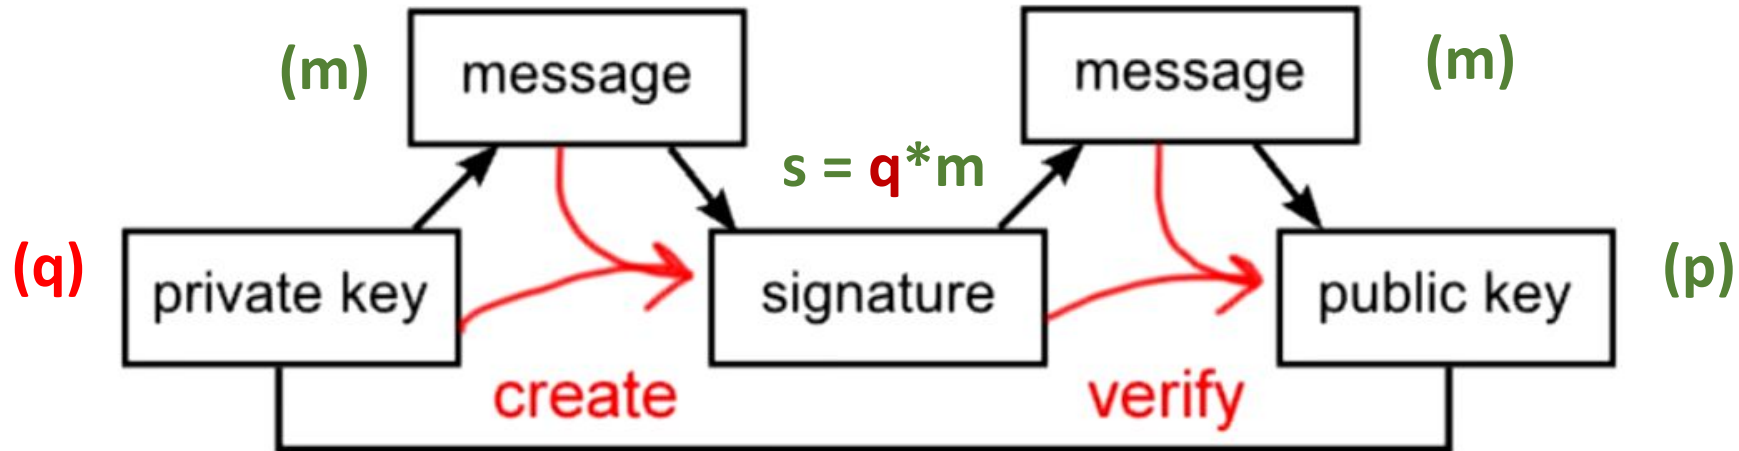 (m) message message (m)
s = q*m
(q) private key signature public key (p)
create verify